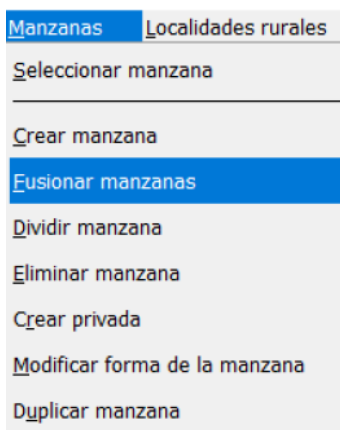 Manzanas Localidades rurales
Seleccionar manzana
Crear manzana
Fusionar manzanas
Dividir manzana
Eliminar manzana
Crear privada
Modificar forma de la manzana
Duplicar manzana